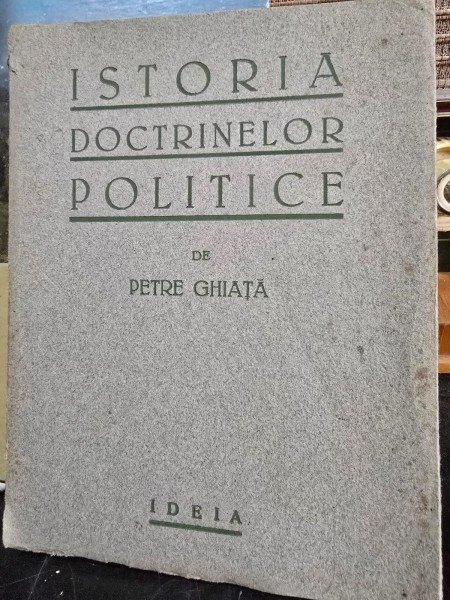 ISTORIA
DOCTRINELOR
POLITICE
DE
PETRE GHIAȚĂ
IDEIA